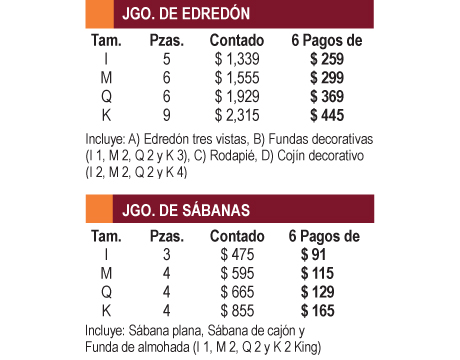 JGO. DE EDREDÓN
Tam. Pzas. Contado 6 Pagos de
I 5 $ 1,339 $ 259
M 6 $ 1,555 $ 299
Q 6 $ 1,929 $ 369
K 9 $ 2,315 $ 445
Incluye: A) Edredón tres vistas, B) Fundas decorativas
(I 1, M 2, Q 2 y K 3), C) Rodapié, D) Cojín decorativo
(I 2, M 2, Q 2 y K 4)
JGO. DE SÁBANAS
Tam. Pzas. Contado 6 Pagos de
I 3 $ 475 $ 91
M 4 $ 595 $ 115
Q 4 $ 665 $ 129
K 4 $ 855 $ 165
Incluye: Sábana plana, Sábana de cajón y
Funda de almohada (I 1, M 2, Q 2 y K 2 King)